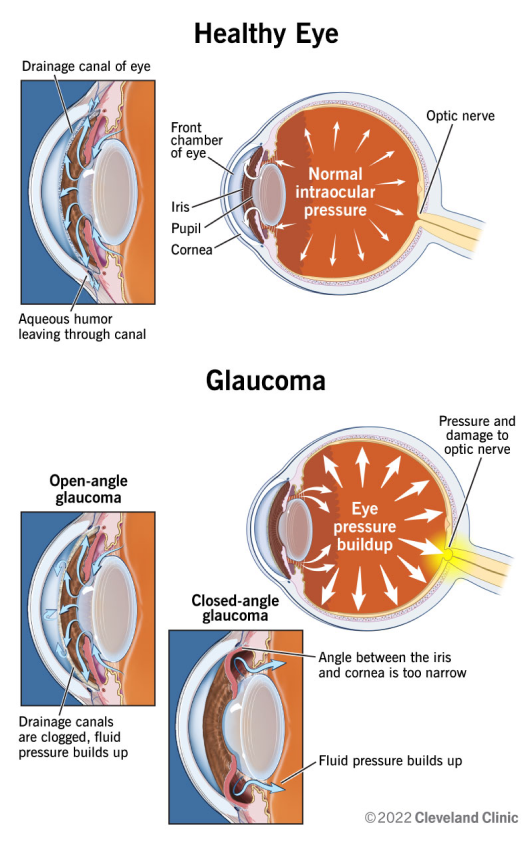 Healthy Eye
Drainage canal of eye
Front
chamber
of eye
Iris
Pupil
Cornea
Normal
intraocular
pressure
Optic nerve
Aqueous humor
leaving through canal
Glaucoma
Pressure and
damage to
optic nerve
Open-angle
glaucoma
Eye
pressure
buildup
Closed-angle
glaucoma
Angle between the iris
and cornea is too narrow
Drainage canals
are clogged, fluid
pressure builds up
Fluid pressure builds up
©2022 Cleveland Clinic